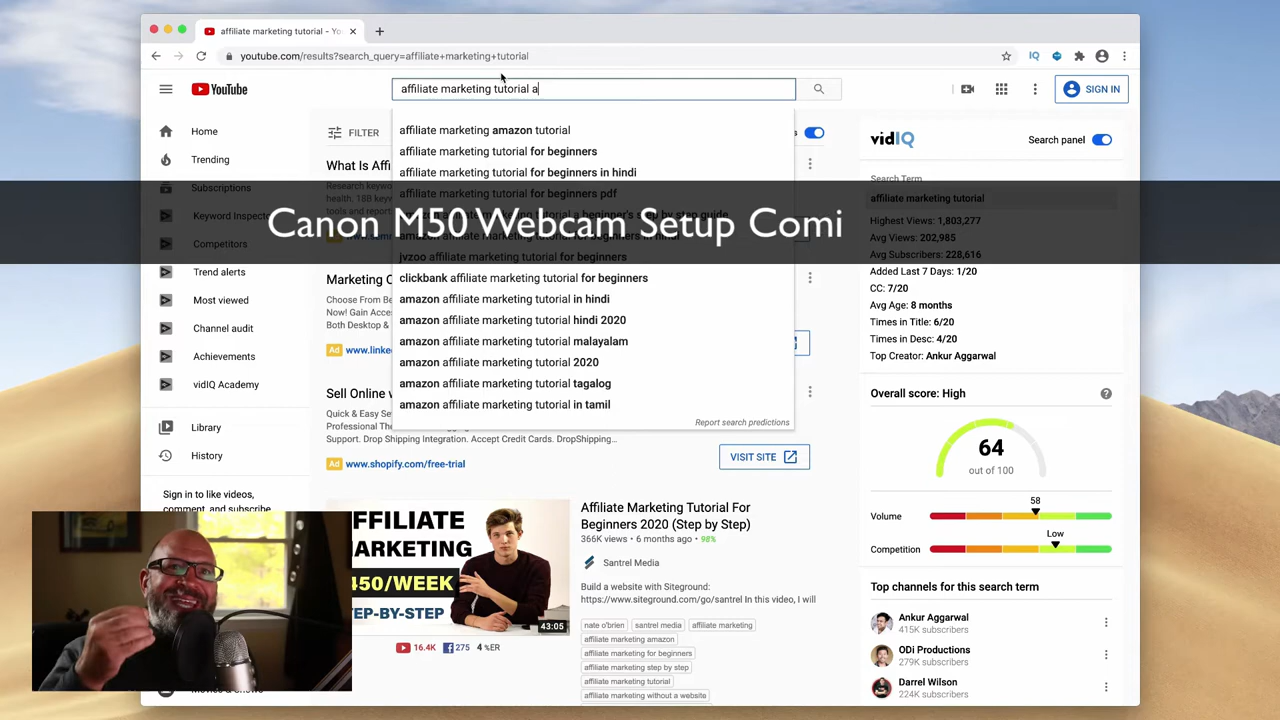 affiliate marketing tutorial - Yo
youtube.com/results?search_query=affiliate+marketing+tutorial
IQ
YouTube
affiliate marketing tutorial a
SIGN IN
Home
Trending
Subscriptions
Keyword Inspecto
Competitors
Trend alerts
Most viewed
Channel audit
Achievements
vidIQ Academy
Library
History
Sign in to like videos,
comment, and subscribe.
FILTER
What Is Affi
Marketing C
Choose From Be
Now! Gain Acce
Both Desktop &
Ad www.linke
Sell Online w
Quick & Easy Se
Professional The
Support. Drop Shipping Integration. Accept Credit Cards. DropShipping…
Ad www.shopify.com/free-trial
VISIT SITE
affiliate marketing amazon tutorial
affiliate marketing tutorial for beginners
affiliate marketing tutorial for beginners in hindi
affiliate marketing tutorial for beginners pdf
jvzoo affiliate marketing tutorial for beginners
clickbank affiliate marketing tutorial for beginners
amazon affiliate marketing tutorial in hindi
amazon affiliate marketing tutorial hindi 2020
amazon affiliate marketing tutorial malayalam
amazon affiliate marketing tutorial 2020
amazon affiliate marketing tutorial tagalog
amazon affiliate marketing tutorial in tamil
Report search predictions
Canon M50 Webcam Setup Comi
FFILIATE
MARKETING
450/WEEK
TEP-BY-STEP
43:05
16.4K 275 4 %ER
Affiliate Marketing Tutorial For
Beginners 2020 (Step by Step)
366K views • 6 months ago • 98%
Santrel Media
Build a website with Siteground:
https://www.siteground.com/go/santrel In this video, I will
nate o'brien santrel media affiliate marketing
affiliate marketing amazon
affiliate marketing for beginners
affiliate marketing step by step
affiliate marketing tutorial
affiliate marketing without a website
vidIQ
Search panel
Search Term
affiliate marketing tutorial
Highest Views: 1,803,277
Avg Views: 202,985
Avg Subscribers: 228,616
Added Last 7 Days: 1/20
CC: 7/20
Avg Age: 8 months
Times in Title: 6/20
Times in Desc: 4/20
Top Creator: Ankur Aggarwal
Overall score: High
64
out of 100
58
Volume
Low
Competition
Top channels for this search term
Ankur Aggarwal
415K subscribers
ODi Productions
279K subscribers
Darrel Wilson
224K subscribers